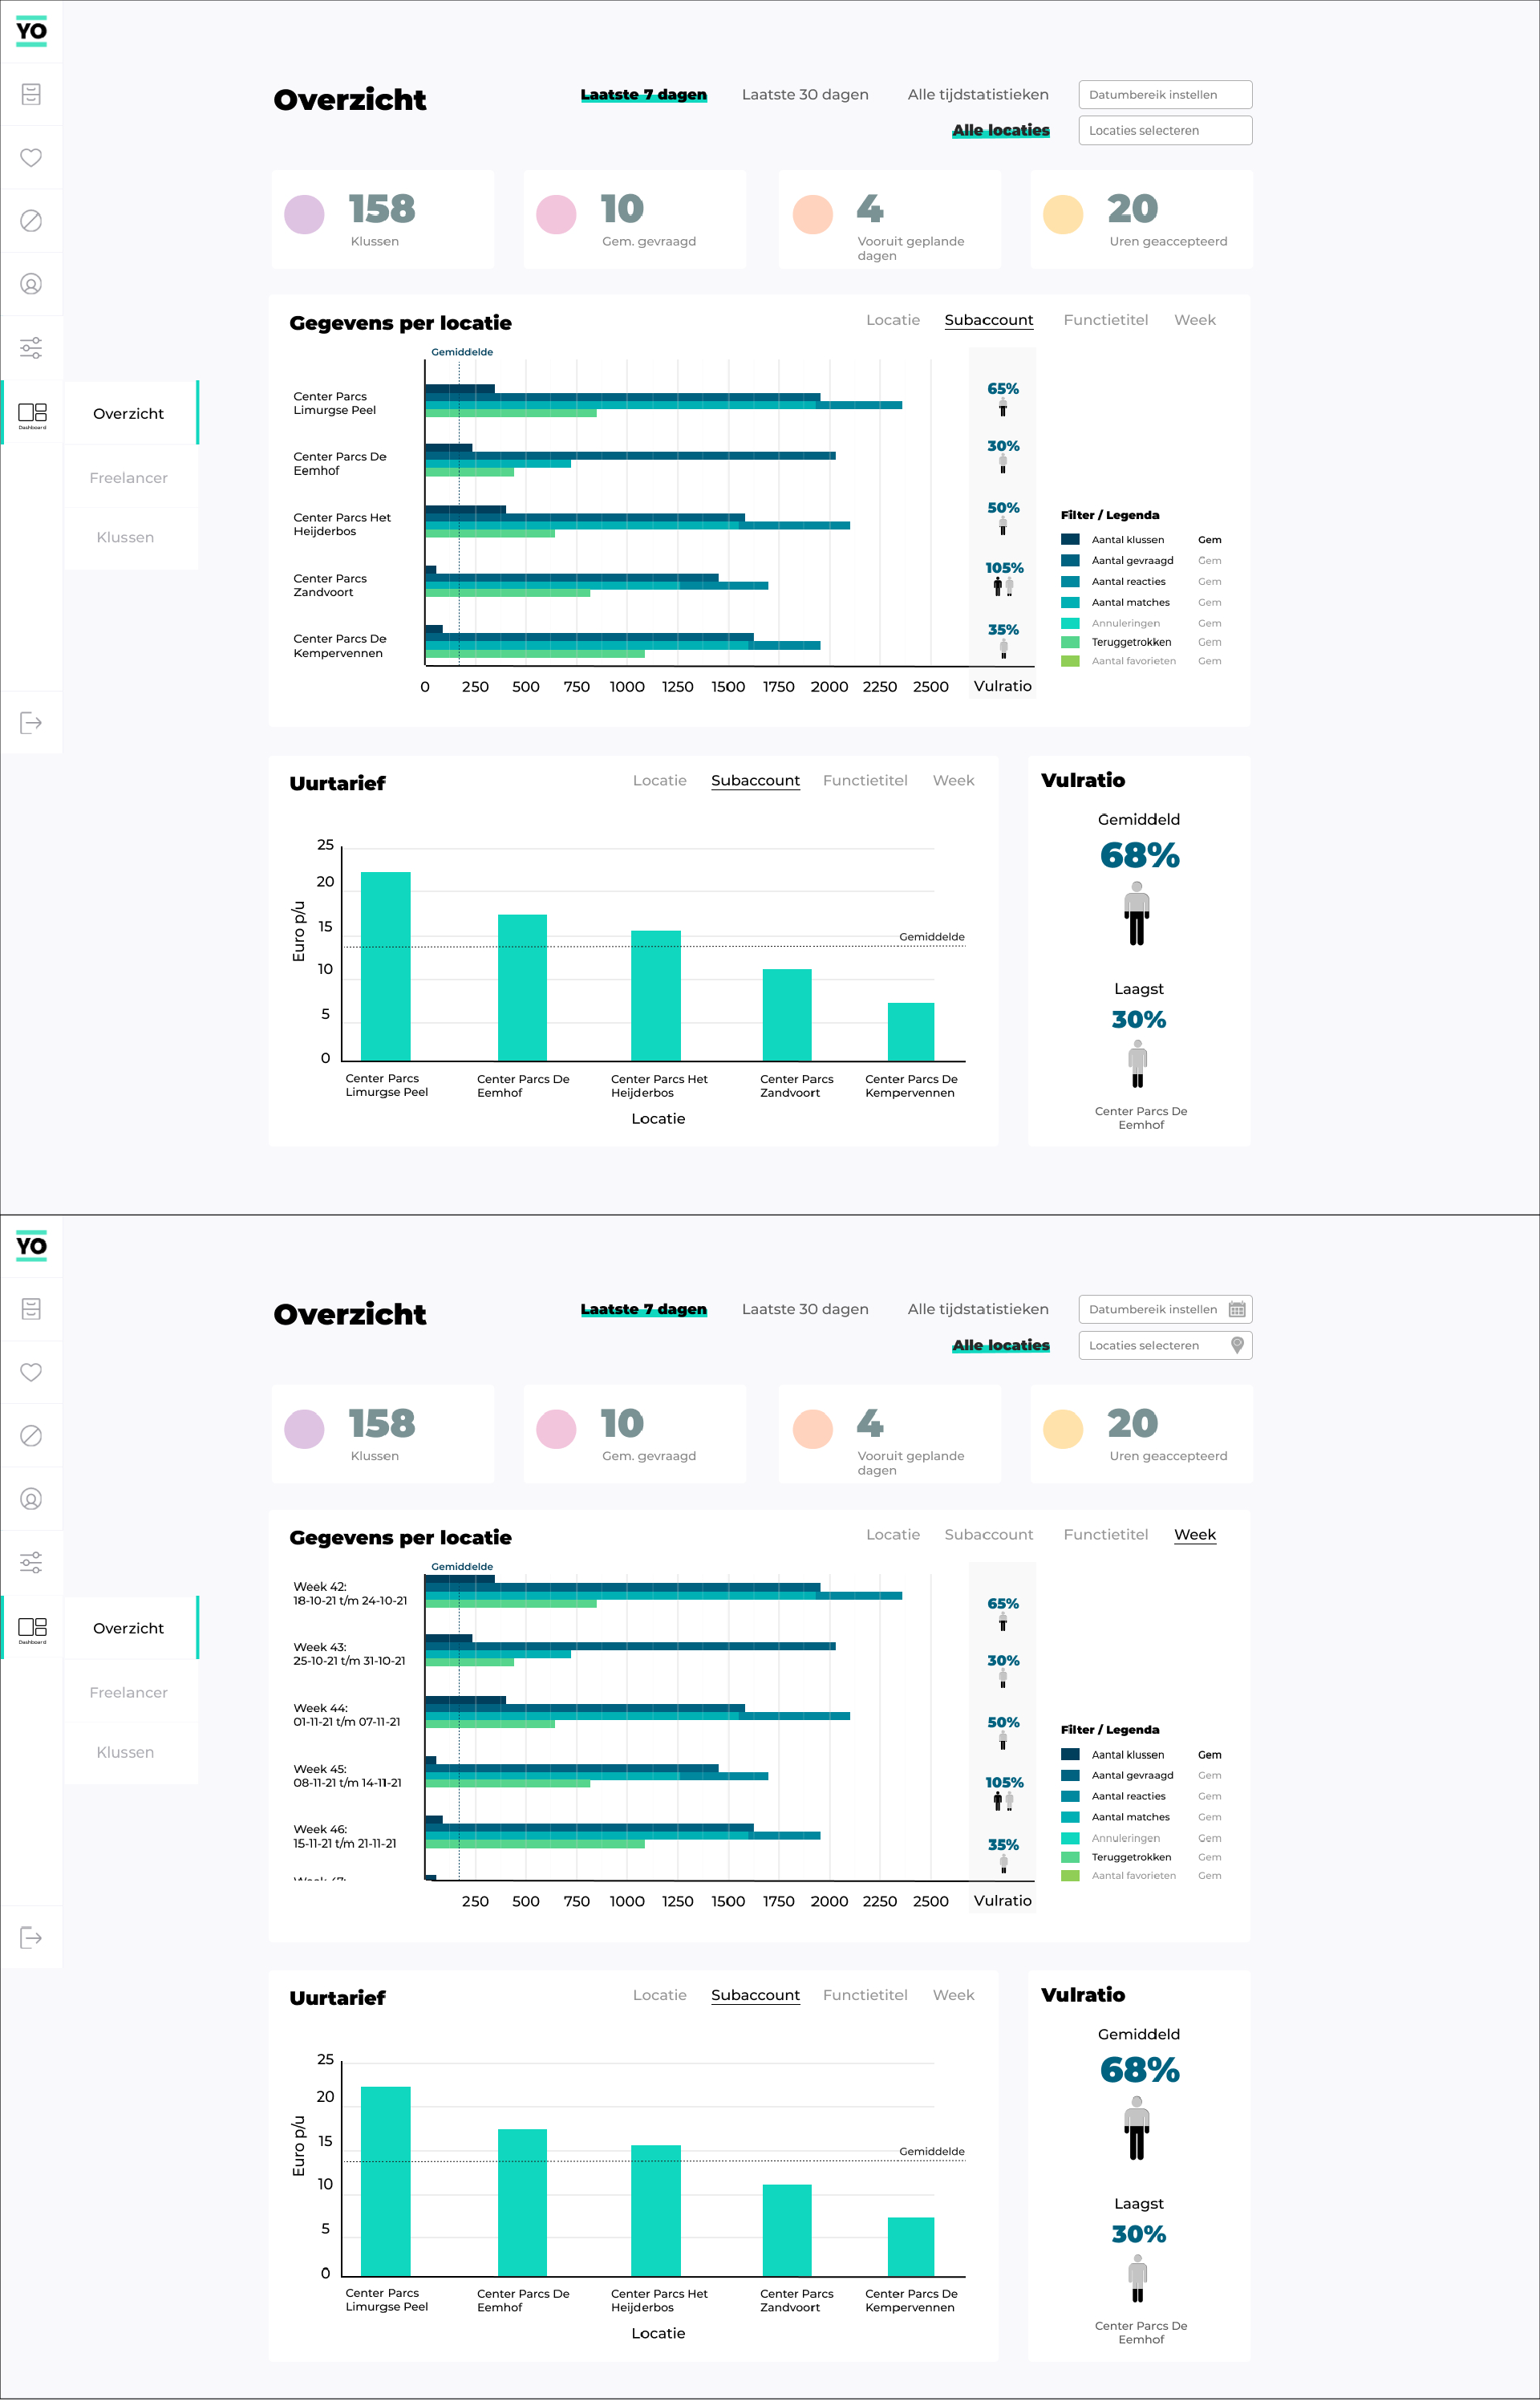 YO
Overzicht
Laatste 7 dagen
Laatste 30 dagen
Alle tijdstatistieken
Datumbereik instellen
Alle locaties
Locaties selecteren
158
Klussen
10
Gem. gevraagd
4
Vooruit geplande
dagen
20
Uren geaccepteerd
Dashboard
Overzicht
Freelancer
Klussen
Gegevens per locatie
Locatie
Subaccount
Functietitel
Week
Gemiddelde
Center Parcs
Limurgse Peel
65%
Center Parcs De
Eemhof
30%
Center Parcs Het
Heijderbos
50%
Center Parcs
Zandvoort
105%
Center Parcs De
Kempervennen
35%
0 250 500 750 1000 1250 1500 1750 2000 2250 2500 Vulratio
Filter / Legenda
Aantal klussen Gem
Aantal gevraagd Gem
Aantal reacties Gem
Aantal matches Gem
Annuleringen Gem
Teruggetrokken Gem
Aantal favorieten Gem
Uurtarief
Locatie
Subaccount
Functietitel
Week
25
20
15
10
5
0
Euro p/u
Gemiddelde
Center Parcs
Limurgse Peel
Center Parcs De
Eemhof
Center Parcs Het
Heijderbos
Center Parcs
Zandvoort
Center Parcs De
Kempervennen
Locatie
Vulratio
Gemiddeld
68%
Laagst
30%
Center Parcs De
Eemhof
YO
Overzicht
Laatste 7 dagen
Laatste 30 dagen
Alle tijdstatistieken
Datumbereik instellen
Alle locaties
Locaties selecteren
158
Klussen
10
Gem. gevraagd
4
Vooruit geplande
dagen
20
Uren geaccepteerd
Dashboard
Overzicht
Freelancer
Klussen
Gegevens per locatie
Locatie
Subaccount
Functietitel
Week
Gemiddelde
Week 42:
18-10-21 t/m 24-10-21
65%
Week 43:
25-10-21 t/m 31-10-21
30%
Week 44:
01-11-21 t/m 07-11-21
50%
Week 45:
08-11-21 t/m 14-11-21
105%
Week 46:
15-11-21 t/m 21-11-21
35%
250 500 750 1000 1250 1500 1750 2000 2250 2500 Vulratio
Filter / Legenda
Aantal klussen Gem
Aantal gevraagd Gem
Aantal reacties Gem
Aantal matches Gem
Annuleringen Gem
Teruggetrokken Gem
Aantal favorieten Gem
Uurtarief
Locatie
Subaccount
Functietitel
Week
25
20
15
10
5
0
Euro p/u
Gemiddelde
Center Parcs
Limurgse Peel
Center Parcs De
Eemhof
Center Parcs Het
Heijderbos
Center Parcs
Zandvoort
Center Parcs De
Kempervennen
Locatie
Vulratio
Gemiddeld
68%
Laagst
30%
Center Parcs De
Eemhof